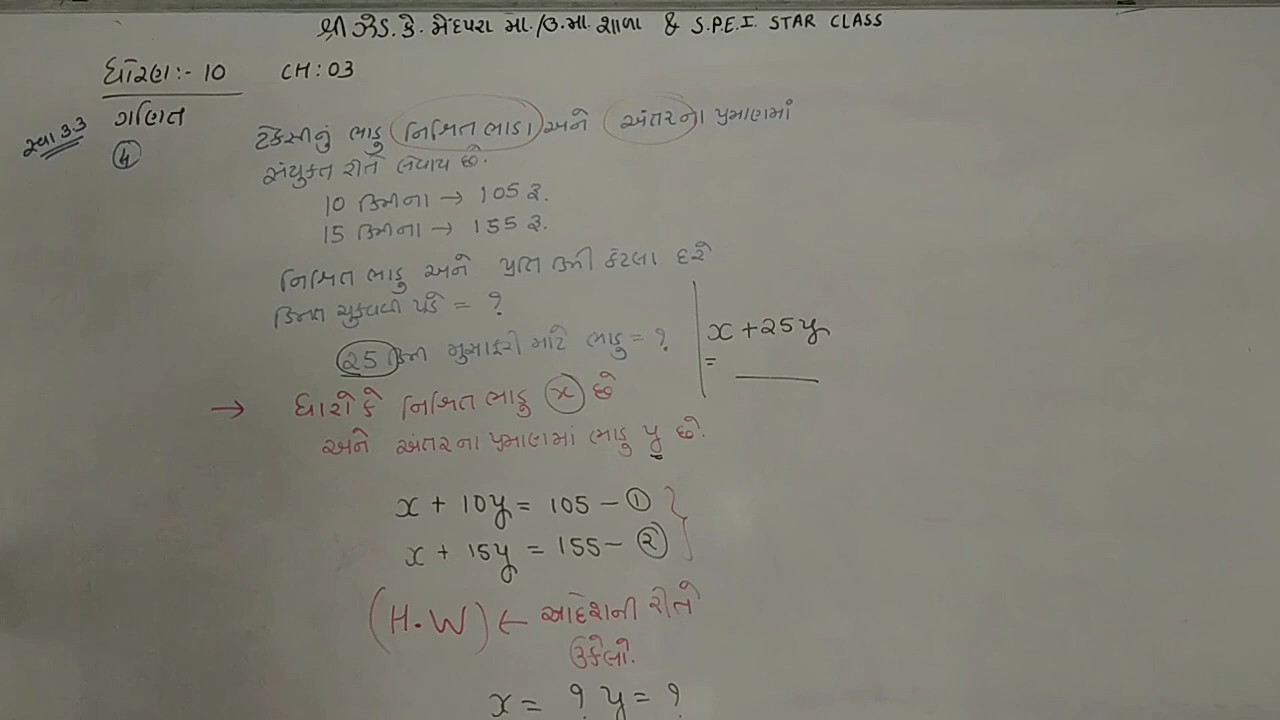 શ્રી ઝેડ. કે. મેંદપરા મા./ઉ.મા. શાળા & S.P.E.I. STAR CLASS
ધોરણ:- 10 CH : 03
ગણિત
સ્વા 3.3
④
ટેક્સીનું ભાડુ નિશ્ચિત ભાડા અને અંતરના પ્રમાણમાં
સંયુક્ત રીતે લેવાય છે.
10 કિમીના → 105 રૂ.
15 કિમીના → 155 રૂ.
નિશ્ચિત ભાડુ અને પ્રતિ કિમી કેટલા દરે
કિંમત ચુકવવી પડે = ?
25 કિમી મુસાફરી માટે ભાડુ = ?
x + 25y
= ____
→ ધારો કે નિશ્ચિત ભાડુ x છે
અને અંતરના પ્રમાણમાં ભાડુ y છે.
x + 10y = 105 – ①
x + 15y = 155 – ②
(H.W) ← આદેશની રીતે
ઉકેલો.
x = ? y = ?